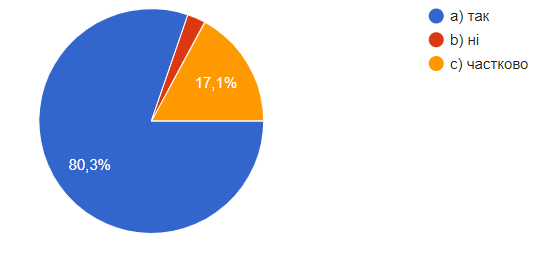 a) так
b) ні
c) частково
17,1%
80,3%